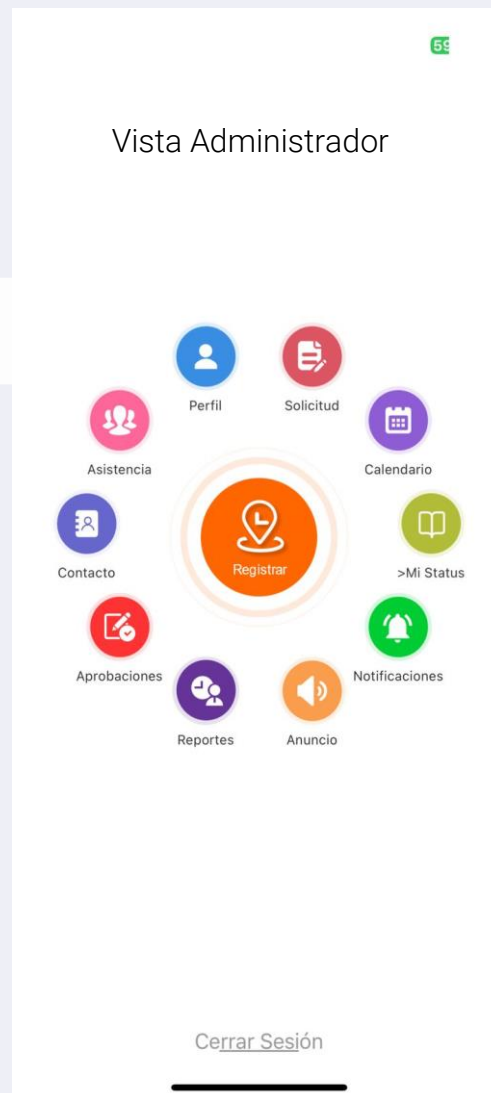 59
Vista Administrador
Perfil
Solicitud
Asistencia
Calendario
Registrar
Contacto
>Mi Status
Aprobaciones
Notificaciones
Reportes
Anuncio
Cerrar Sesión